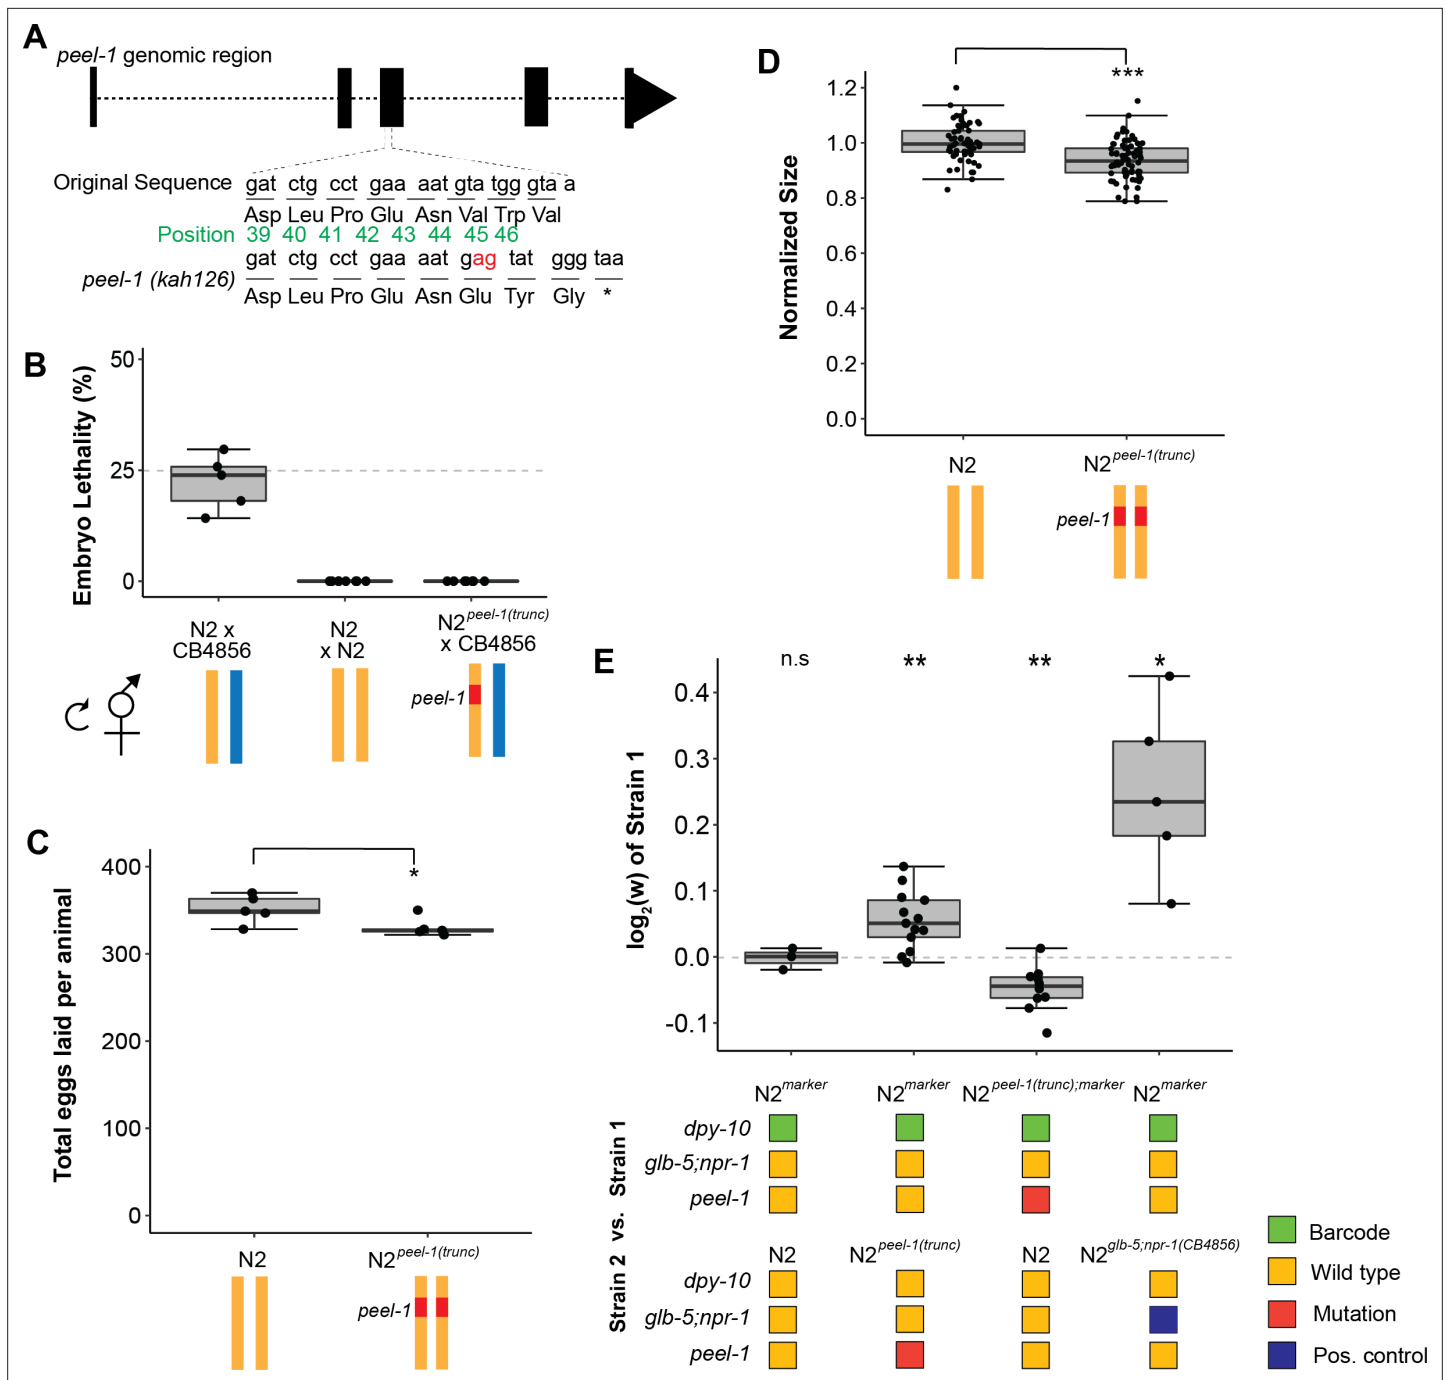 A
peel-1 genomic region
Original Sequence gat ctg cct gaa aat gta tgg gta a
Asp Leu Pro Glu Asn Val Trp Val
Position 39 40 41 42 43 44 45 46
gat ctg cct gaa aat gag tat ggg taa
peel-1 (kah126)
Asp Leu Pro Glu Asn Glu Tyr Gly *
B
Embryo Lethality (%)
50
25
0
N2 x
CB4856
N2
x N2
N2peel-1(trunc)
x CB4856
peel-1
C
Total eggs laid per animal
400
300
200
100
0
*
N2
N2peel-1(trunc)
peel-1
D
Normalized Size
1.2
1.0
0.8
0.6
0.4
0.2
0.0
***
N2
N2peel-1(trunc)
peel-1
E
log2(w) of Strain 1
0.4
0.3
0.2
0.1
0.0
-0.1
n.s ** ** *
N2marker N2marker N2peel-1(trunc);marker N2marker
Strain 2 vs. Strain 1
dpy-10
glb-5;npr-1
peel-1
N2 N2peel-1(trunc) N2 N2glb-5;npr-1(CB4856)
dpy-10
glb-5;npr-1
peel-1
Barcode
Wild type
Mutation
Pos. control